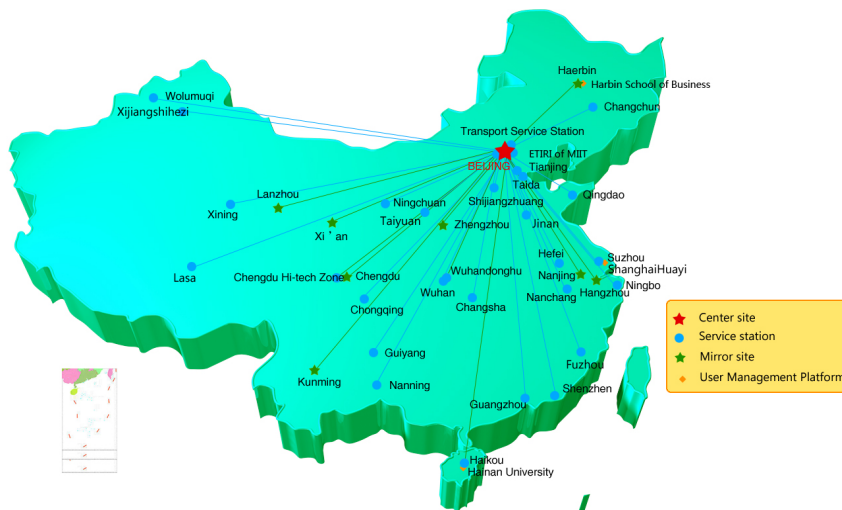 Haerbin
Harbin School of Business
Wolumuqi
Xijiangshihezi
Changchun
Transport Service Station
ETIRI of MIIT
BEIJING
Tianjing
Taida
Lanzhou
Shijiangzhuang
Qingdao
Ningchuan
Xining
Taiyuan
Jinan
Zhengzhou
Xi ' an
Hefei
Suzhou
ShanghaiHuayi
Lasa
Chengdu Hi-tech Zone
Chengdu
Wuhandonghu
Nanjing
Wuhan
Hangzhou
Ningbo
Nanchang
Chongqing
Changsha
Center site
Service station
Guiyang
Mirror site
Fuzhou
User Management Platform
Kunming
Nanning
Shenzhen
Guangzhou
Haikou
Hainan University